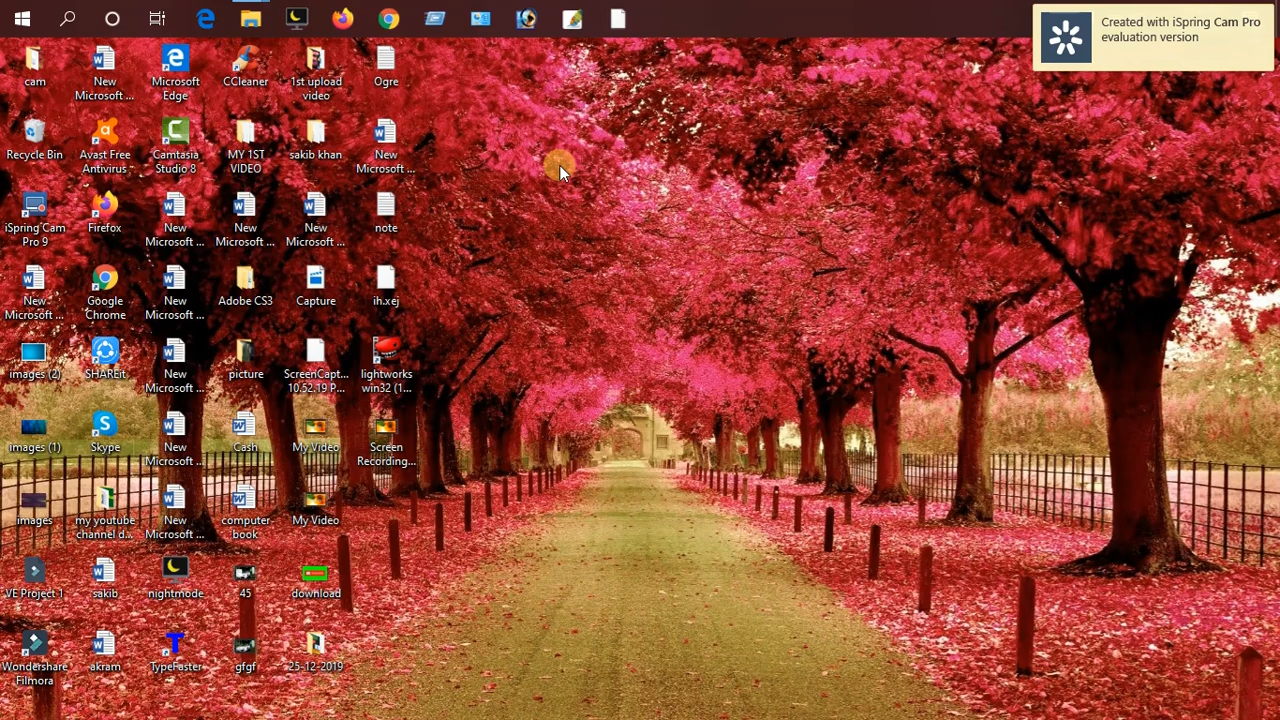 Created with iSpring Cam Pro
evaluation version
cam
New
Microsoft ...
Microsoft
Edge
CCleaner
1st upload
video
Ogre
Recycle Bin
Avast Free
Antivirus
Camtasia
Studio 8
MY 1ST
VIDEO
sakib khan
New
Microsoft ...
iSpring Cam
Pro 9
Firefox
New
Microsoft ...
New
Microsoft ...
New
Microsoft ...
note
New
Microsoft ...
Google
Chrome
New
Microsoft ...
Adobe CS3
Capture
ih.xej
images (2)
SHAREit
New
Microsoft ...
picture
ScreenCapt...
10.52.19 P...
lightworks
win32 (1...
images (1)
Skype
New
Microsoft ...
Cash
My Video
Screen
Recording...
images
my youtube
channel d...
New
Microsoft ...
computer-
book
My Video
VE Project 1
sakib
nightmode
45
download
Wondershare
Filmora
akram
TypeFaster
gfgf
25-12-2019